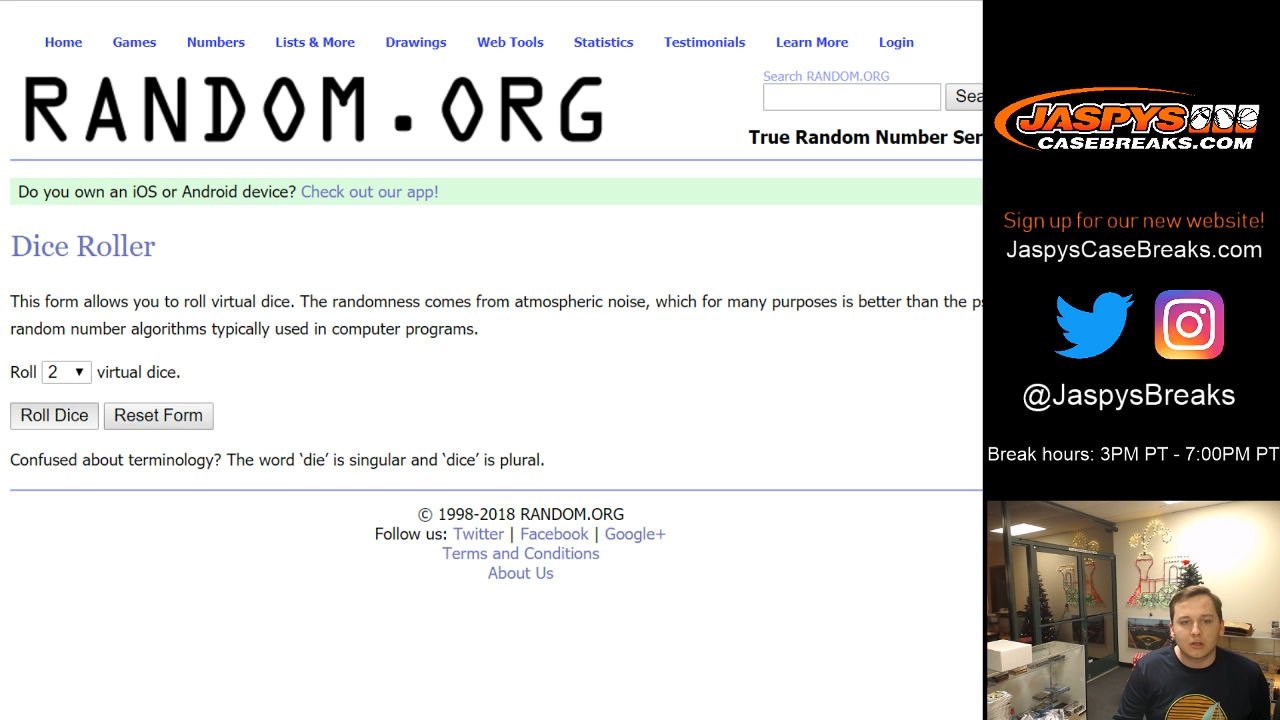 Home Games Numbers Lists & More Drawings Web Tools Statistics Testimonials Learn More Login
RANDOM.ORG
Search RANDOM.ORG
Sea
True Random Number Ser
Do you own an iOS or Android device? Check out our app!
Dice Roller
This form allows you to roll virtual dice. The randomness comes from atmospheric noise, which for many purposes is better than the ps
random number algorithms typically used in computer programs.
Roll 2 virtual dice.
Roll Dice Reset Form
Confused about terminology? The word ‘die’ is singular and ‘dice’ is plural.
© 1998-2018 RANDOM.ORG
Follow us: Twitter | Facebook | Google+
Terms and Conditions
About Us
JASPYS
CASEBREAKS.COM
Sign up for our new website!
JaspysCaseBreaks.com
@JaspysBreaks
Break hours: 3PM PT - 7:00PM PT